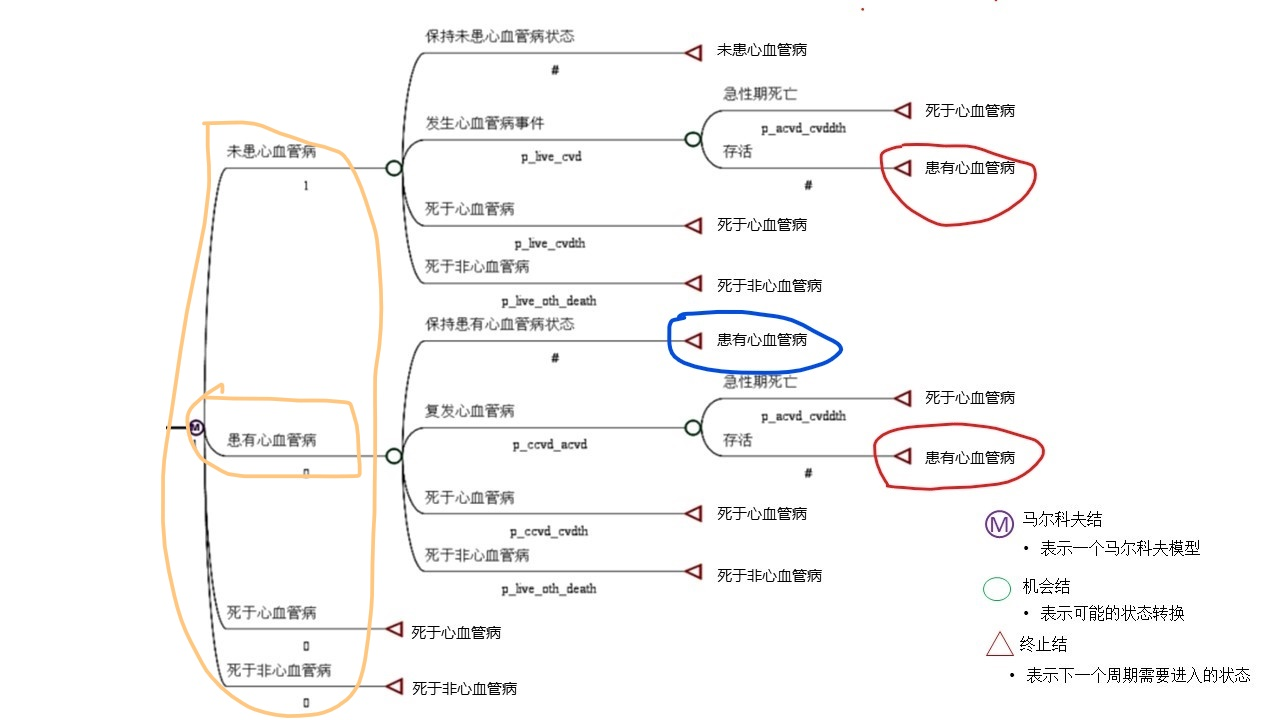 保持未患心血管病状态
#
未患心血管病
急性期死亡
p_acvd_cvddth
死于心血管病
发生心血管病事件
p_live_cvd
存活
#
患有心血管病
未患心血管病
1
死于心血管病
p_live_cvdth
死于心血管病
死于非心血管病
p_live_oth_death
死于非心血管病
保持患有心血管病状态
#
患有心血管病
急性期死亡
p_acvd_cvddth
死于心血管病
复发心血管病
p_ccvd_acvd
存活
#
患有心血管病
M
患有心血管病
0
死于心血管病
p_ccvd_cvdth
死于心血管病
死于非心血管病
p_live_oth_death
死于非心血管病
死于心血管病
0
死于心血管病
死于非心血管病
0
死于非心血管病
M 马尔科夫结
• 表示一个马尔科夫模型
机会结
• 表示可能的状态转换
终止结
• 表示下一个周期需要进入的状态